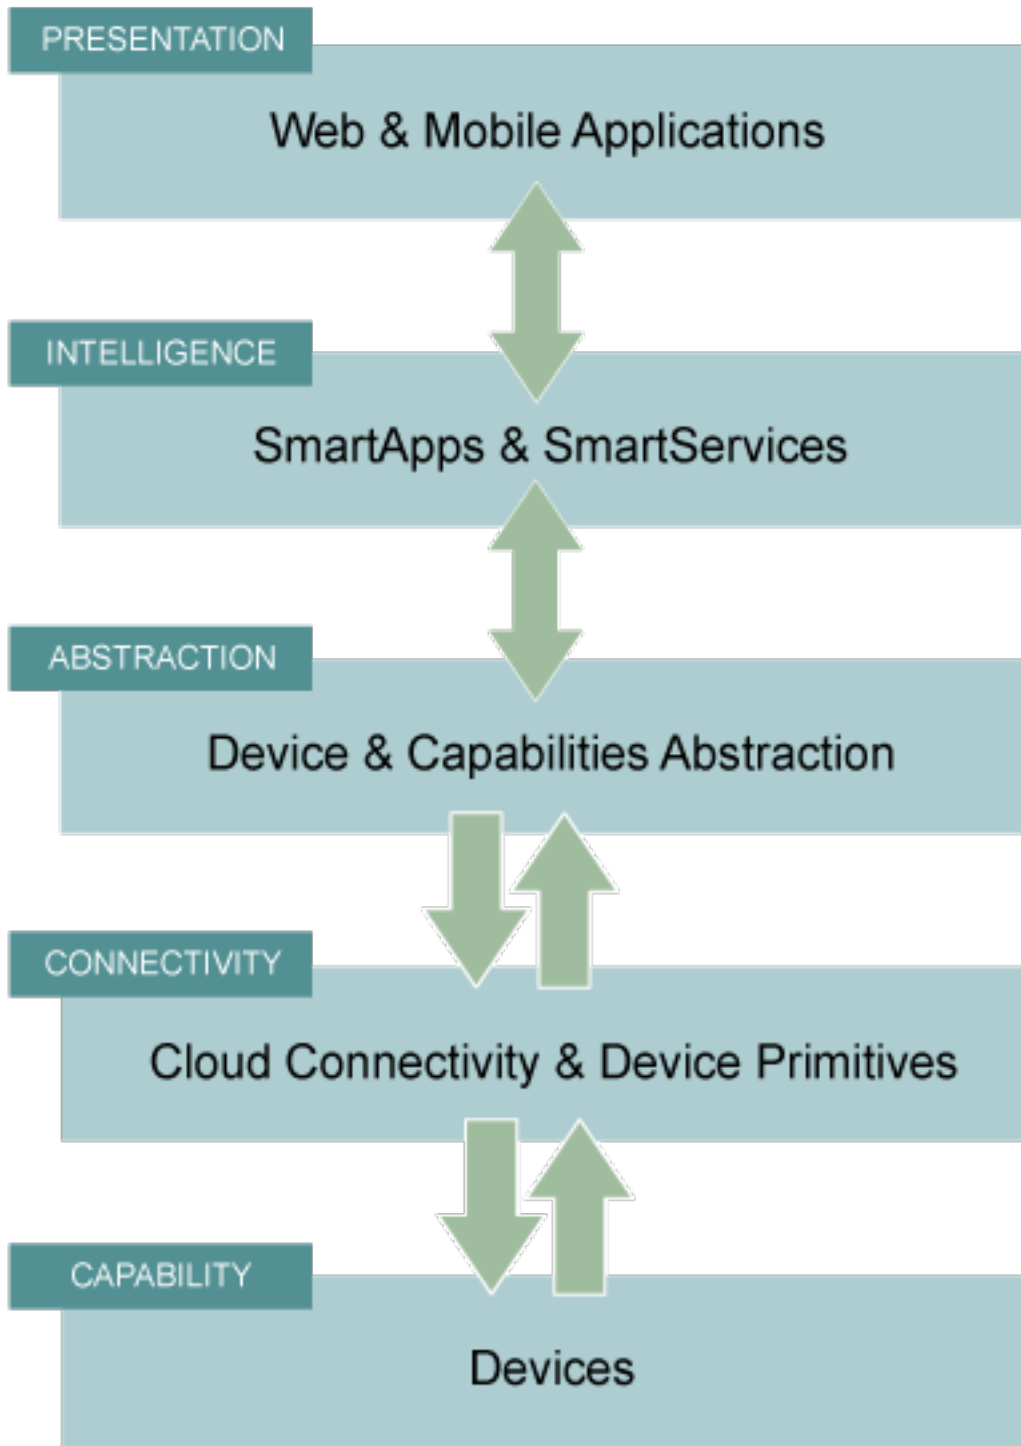 PRESENTATION
Web & Mobile Applications
INTELLIGENCE
SmartApps & SmartServices
ABSTRACTION
Device & Capabilities Abstraction
CONNECTIVITY
Cloud Connectivity & Device Primitives
CAPABILITY
Devices